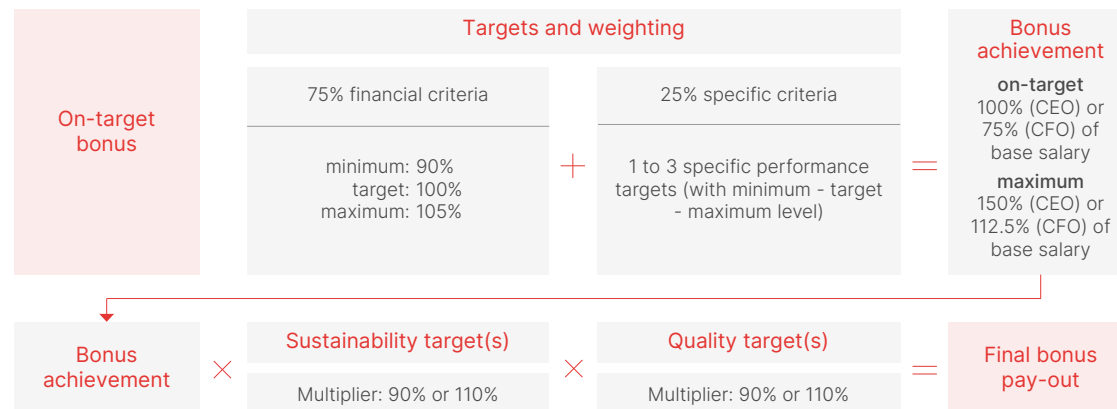 On-target
bonus
Targets and weighting
75% financial criteria
minimum: 90%
target: 100%
maximum: 105%
+
25% specific criteria
1 to 3 specific performance
targets (with minimum - target
- maximum level)
=
Bonus
achievement
on-target
100% (CEO) or
75% (CFO) of
base salary
maximum
150% (CEO) or
112.5% (CFO) of
base salary
Bonus
achievement
×
Sustainability target(s)
Multiplier: 90% or 110%
×
Quality target(s)
Multiplier: 90% or 110%
=
Final bonus
pay-out